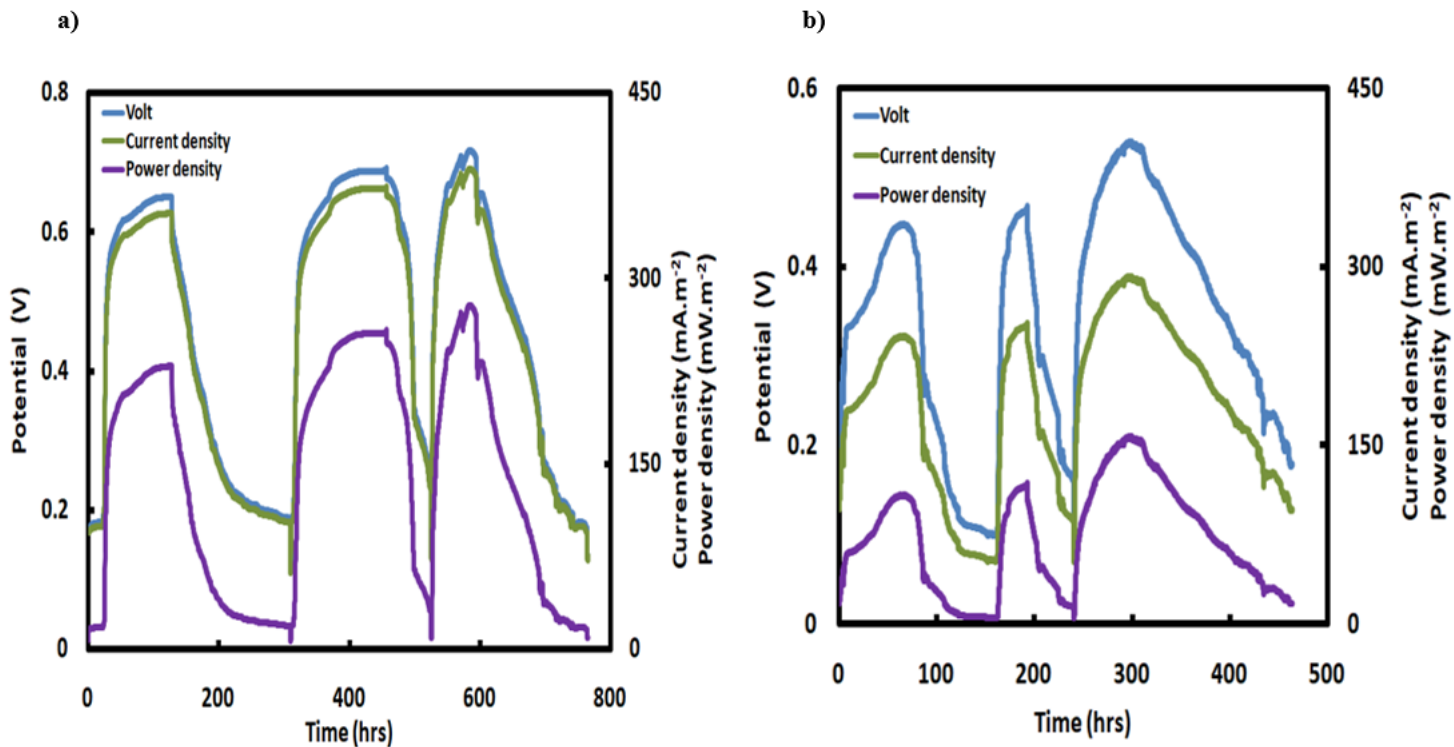 a)
0.8
0.6
0.4
0.2
0
Potential (V)
Volt
Current density
Power density
450
300
150
0
Current density (mA.m⁻²)
Power density (mW.m⁻²)
0 200 400 600 800
Time (hrs)
b)
0.6
0.4
0.2
0
Potential (V)
Volt
Current density
Power density
450
300
150
0
Current density (mA.m⁻²)
Power density (mW.m⁻²)
0 100 200 300 400 500
Time (hrs)